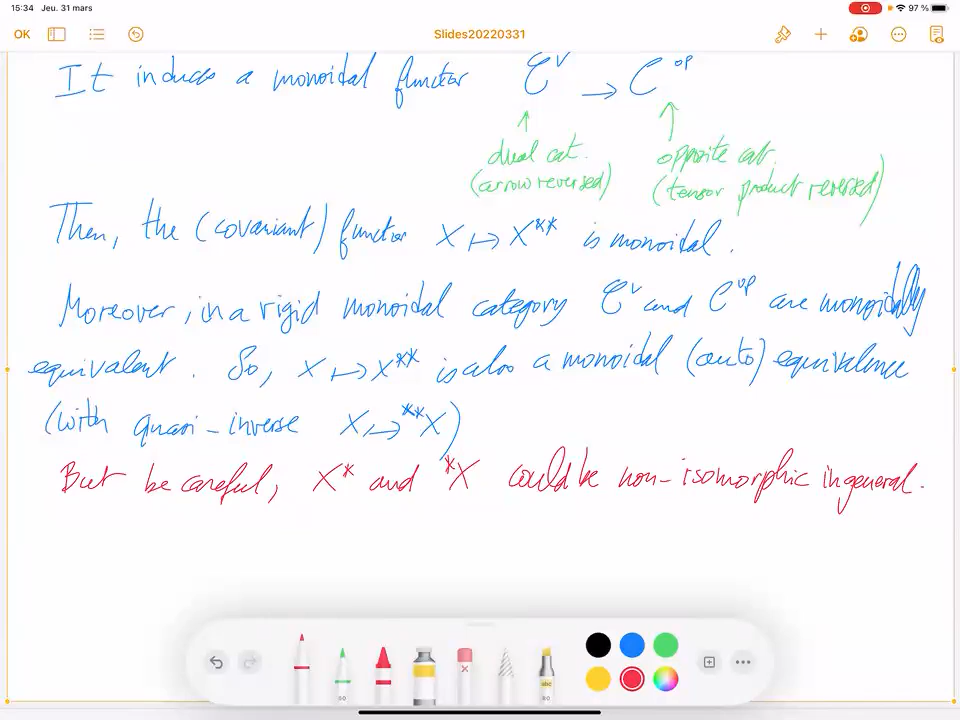 15:34 Jeu. 31 mars
97 %
OK
Slides20220331
It induces a monoidal functor 𝒞^∨ → 𝒞^op
↑ ↑
dual cat. opposite cat.
(arrow reversed) (tensor product reversed)
Then, the (covariant) functor X ↦ X** is monoidal.
Moreover, in a rigid monoidal category 𝒞^∨ and 𝒞^op are monoidally
equivalent. So, X ↦ X** is also a monoidal (auto) equivalence
(with quasi-inverse X ↦ **X)
But be careful, X* and *X could be non-isomorphic in general.